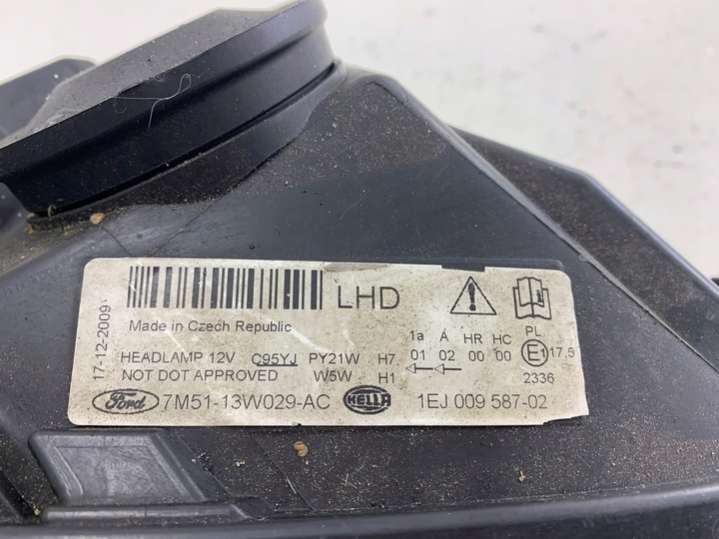 17-12-2009
LHD
Made in Czech Republic
1a A HR HC PL
HEADLAMP 12V C95YJ PY21W H7 01 02 00 00 E1 17,5
NOT DOT APPROVED W5W H1 2336
Ford 7M51-13W029-AC HELLA 1EJ 009 587-02